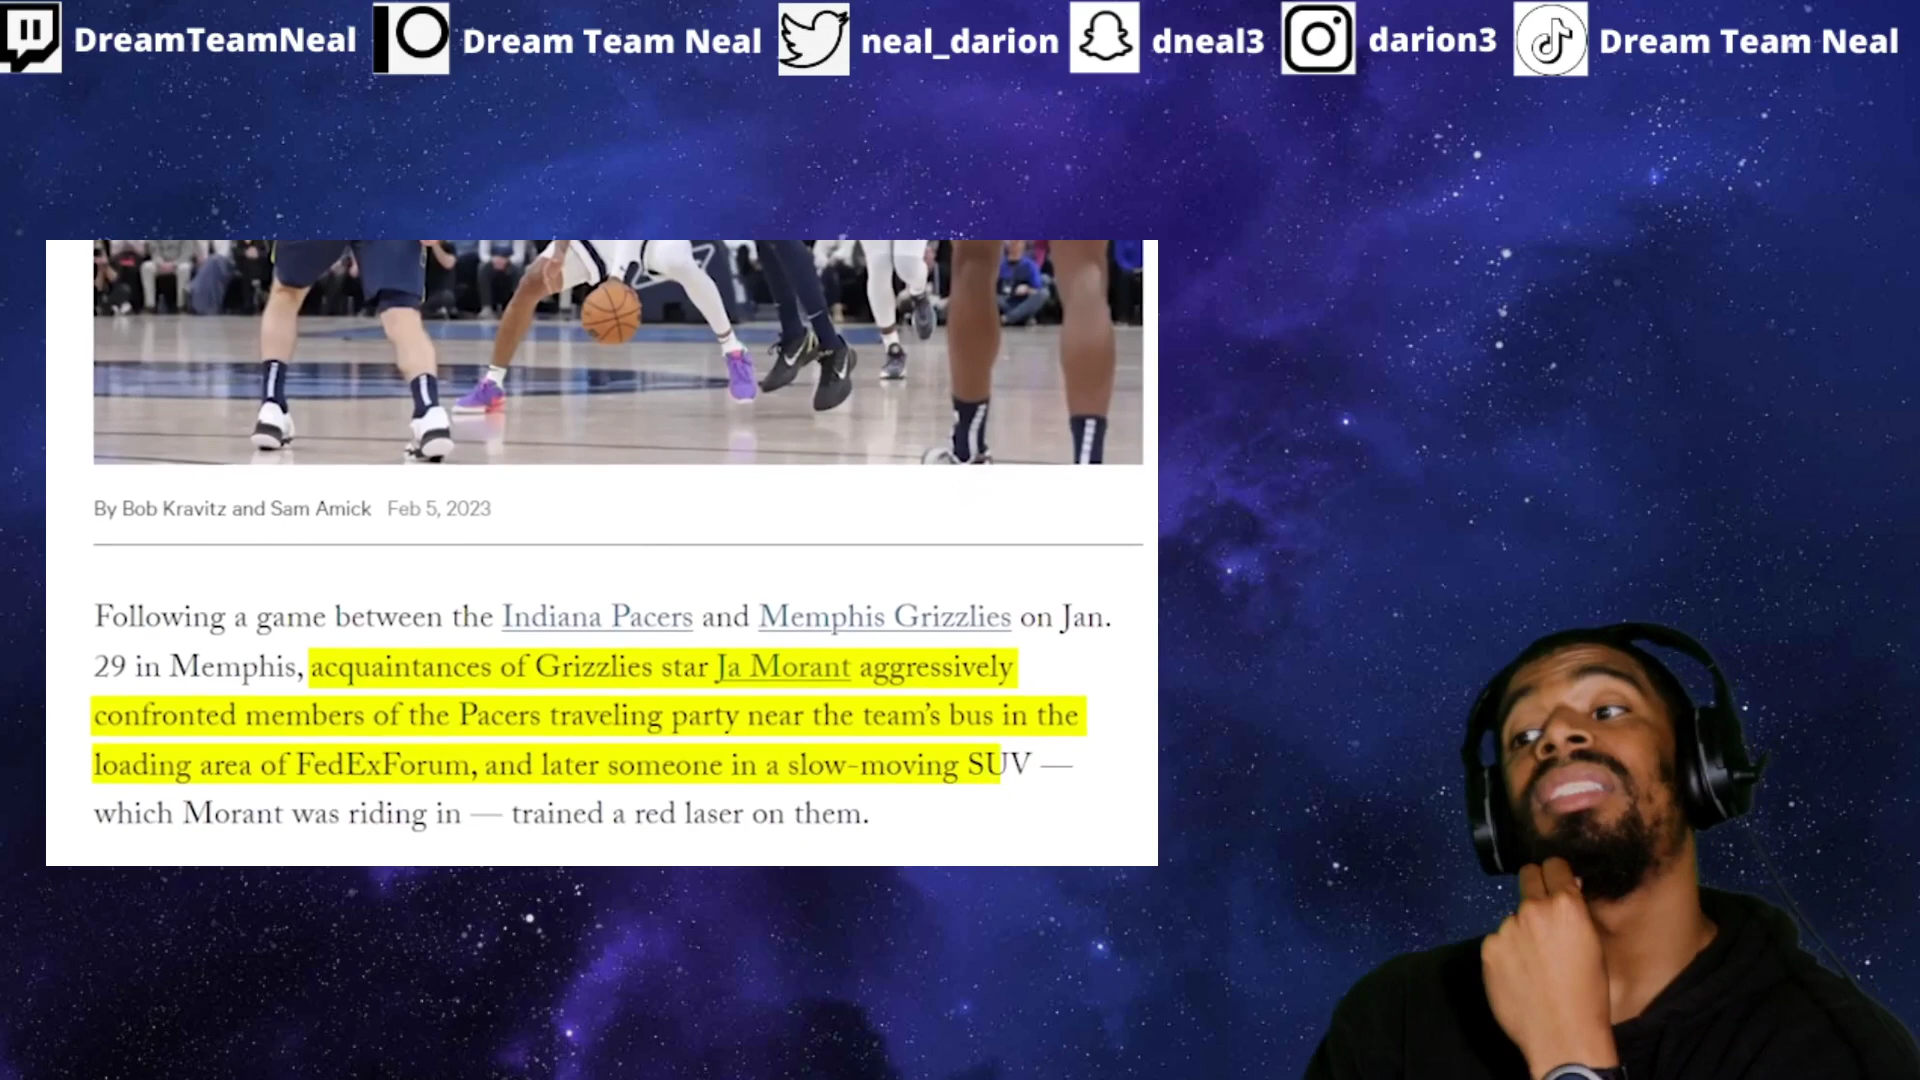 DreamTeamNeal Dream Team Neal neal_darion dneal3 darion3 Dream Team Neal
By Bob Kravitz and Sam Amick Feb 5, 2023
Following a game between the Indiana Pacers and Memphis Grizzlies on Jan.
29 in Memphis, acquaintances of Grizzlies star Ja Morant aggressively
confronted members of the Pacers traveling party near the team’s bus in the
loading area of FedExForum, and later someone in a slow-moving SUV —
which Morant was riding in — trained a red laser on them.